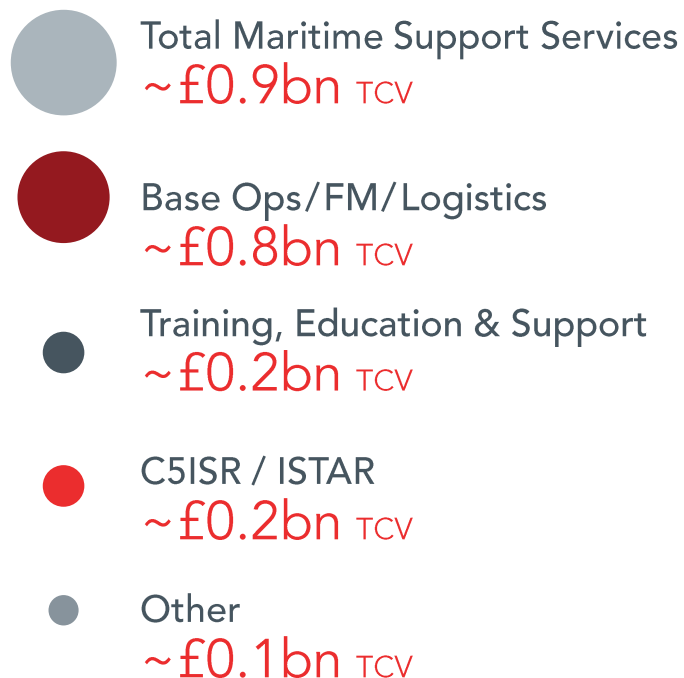 Total Maritime Support Services
~£0.9bn TCV
Base Ops/FM/Logistics
~£0.8bn TCV
Training, Education & Support
~£0.2bn TCV
C5ISR / ISTAR
~£0.2bn TCV
Other
~£0.1bn TCV